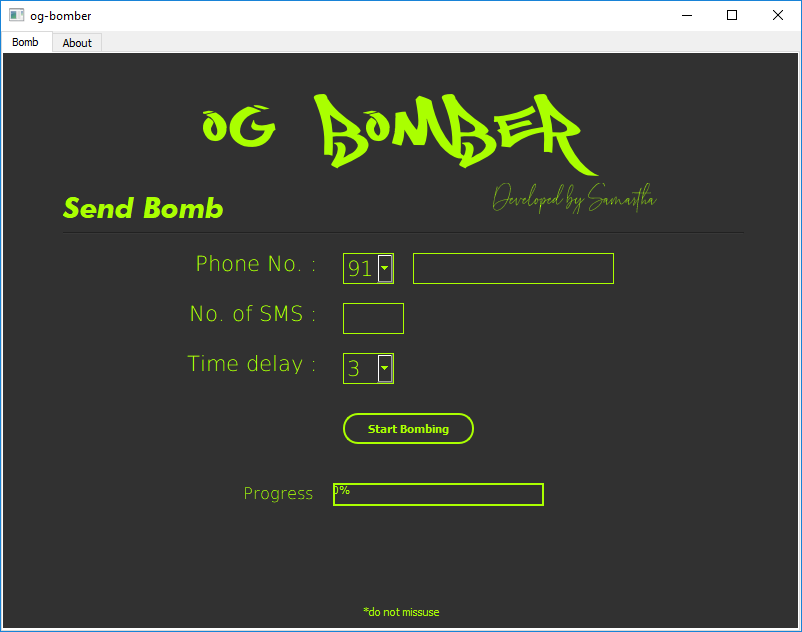 og-bomber
Bomb About
OG BOMBER
Developed by Samastha
Send Bomb
Phone No. : 91
No. of SMS :
Time delay : 3
Start Bombing
Progress 0%
*do not missuse